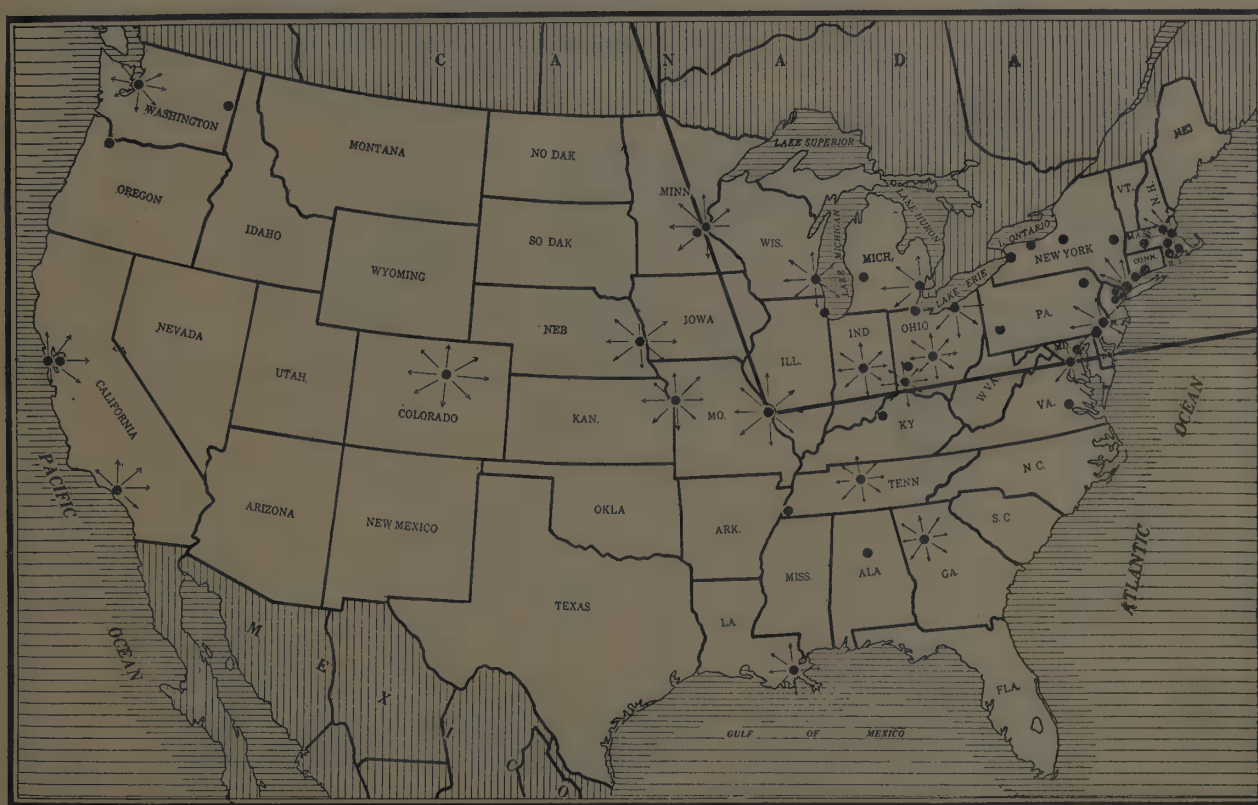 C A N A D A
WASHINGTON
MONTANA
NO DAK
MINN.
LAKE SUPERIOR
ME.
OREGON
IDAHO
SO DAK
WIS.
LAKE MICHIGAN
MICH.
LAKE HURON
L. ONTARIO
NEW YORK
VT.
N. H.
MASS.
CONN.
R. I.
WYOMING
LAKE ERIE
NEVADA
NEB
IOWA
PA.
N. J.
UTAH.
ILL.
IND
OHIO
MD.
DEL.
CALIFORNIA
COLORADO
KAN.
MO.
W. VA.
VA.
KY
PACIFIC
OCEAN
ARIZONA
NEW MEXICO
OKLA
ARK.
TENN
N. C.
S. C
ATLANTIC
OCEAN
TEXAS
MISS.
ALA
GA.
LA.
FLA.
M E X I C O
GULF OF MEXICO